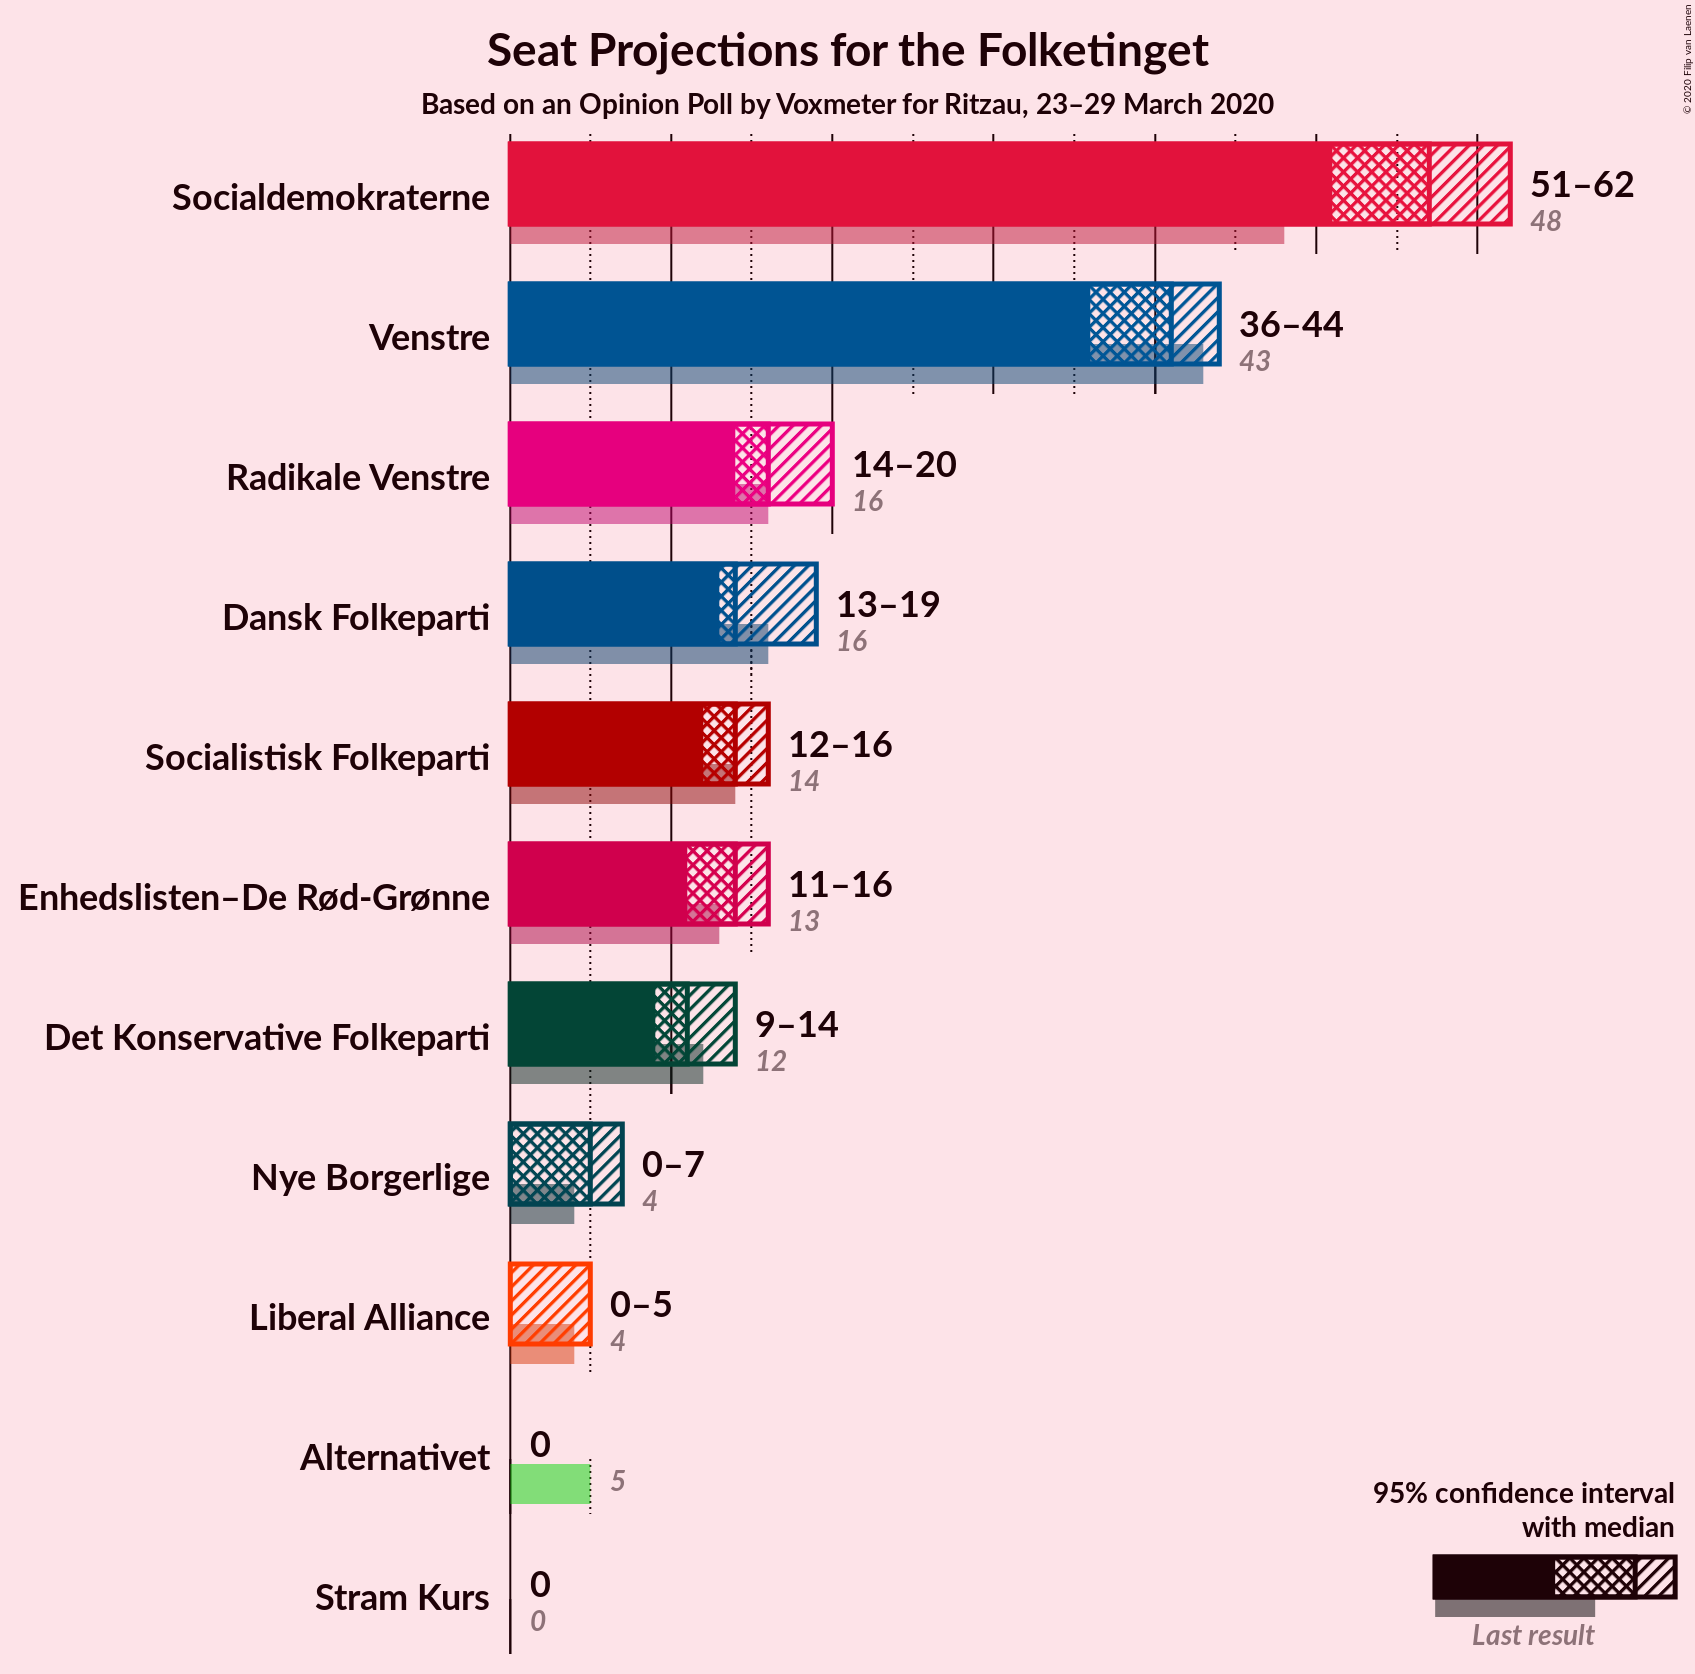 Seat Projections for the Folketinget
Based on an Opinion Poll by Voxmeter for Ritzau, 23–29 March 2020
© 2020 Filip van Laenen
Socialdemokraterne
51–62
48
Venstre
36–44
43
Radikale Venstre
14–20
16
Dansk Folkeparti
13–19
16
Socialistisk Folkeparti
12–16
14
Enhedslisten–De Rød-Grønne
11–16
13
Det Konservative Folkeparti
9–14
12
Nye Borgerlige
0–7
4
Liberal Alliance
0–5
4
Alternativet
0
5
Stram Kurs
0
0
95% confidence interval
with median
Last result